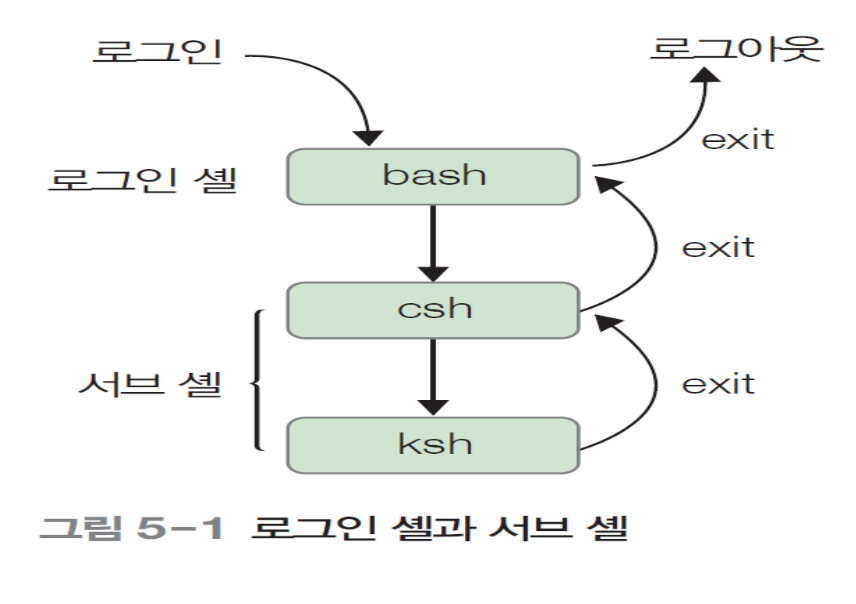 로그인
로그아웃
exit
로그인 셸
bash
exit
csh
서브 셸
exit
ksh
그림 5-1 로그인 셸과 서브 셸